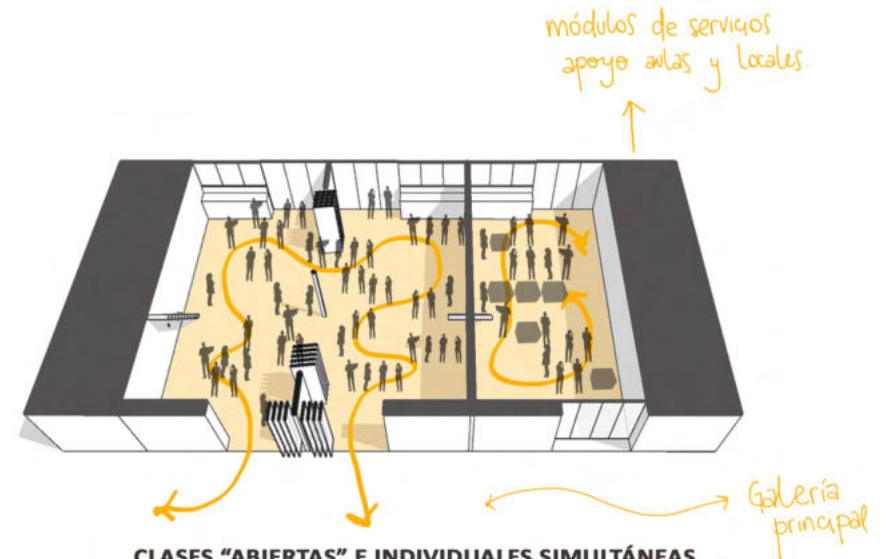 módulos de servicios
apoyo aulas y locales.
Galería
principal
CLASES "ABIERTAS" E INDIVIDUALES SIMULTÁNEAS